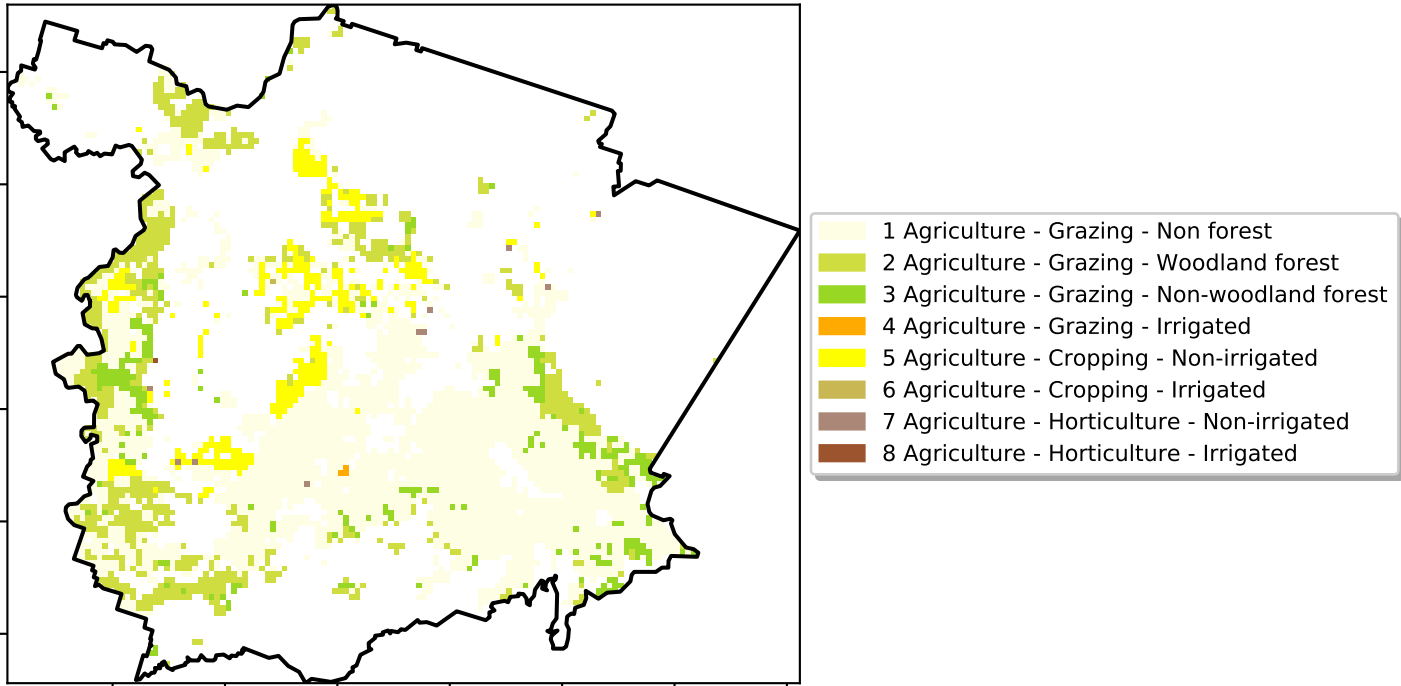 1 Agriculture - Grazing - Non forest
2 Agriculture - Grazing - Woodland forest
3 Agriculture - Grazing - Non-woodland forest
4 Agriculture - Grazing - Irrigated
5 Agriculture - Cropping - Non-irrigated
6 Agriculture - Cropping - Irrigated
7 Agriculture - Horticulture - Non-irrigated
8 Agriculture - Horticulture - Irrigated